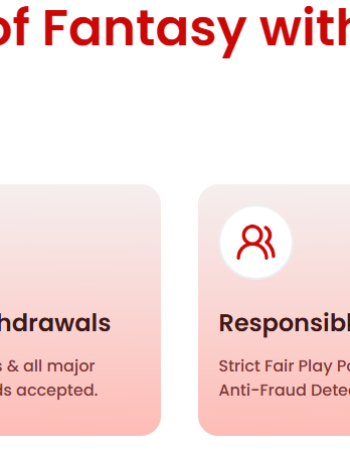 of Fantasy with
hdrawals
s & all major
ds accepted.
Responsibl
Strict Fair Play Po
Anti-Fraud Detec